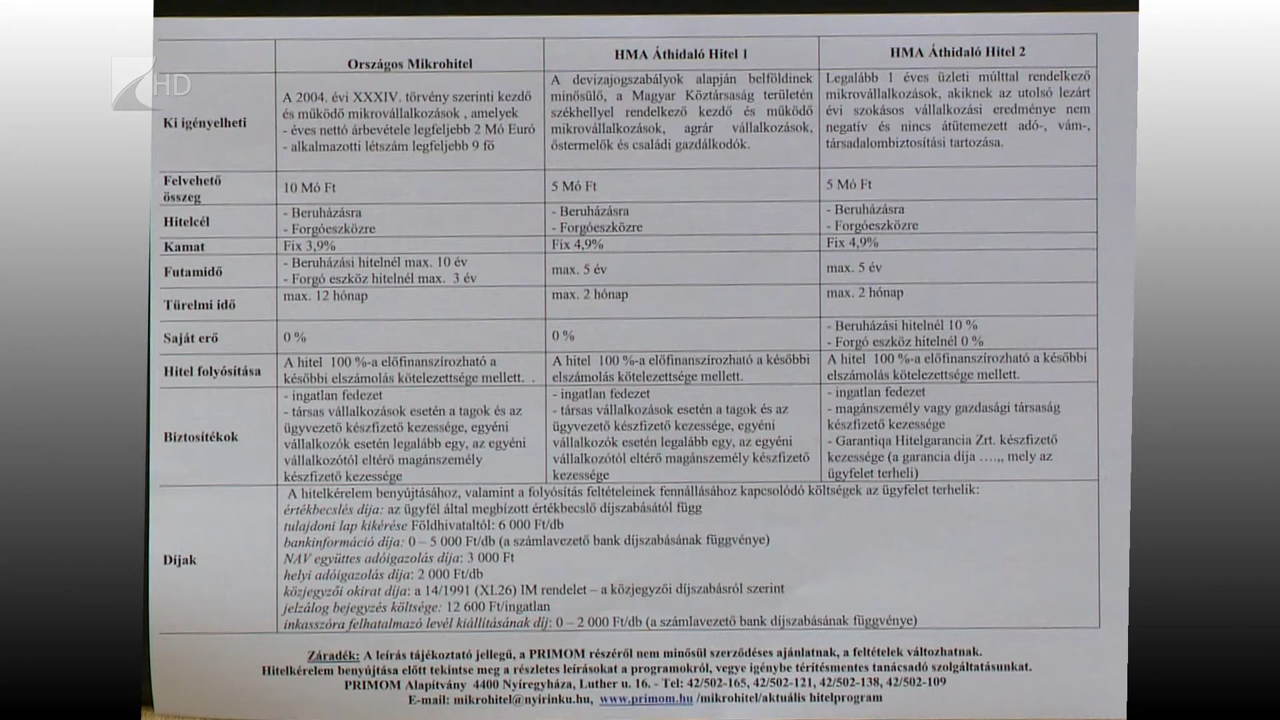 HD
Országos Mikrohitel
HMA Áthidaló Hitel 1
HMA Áthidaló Hitel 2
Ki igényelheti
A 2004. évi XXXIV. törvény szerinti kezdő
és működő mikrovállalkozások , amelyek
- éves nettó árbevétele legfeljebb 2 Mó Euró
- alkalmazotti létszám legfeljebb 9 fő
A devizajogszabályok alapján belföldinek
minősülő, a Magyar Köztársaság területén
székhellyel rendelkező kezdő és működő
mikrovállalkozások, agrár vállalkozások,
őstermelők és családi gazdálkodók.
Legalább 1 éves üzleti múlttal rendelkező
mikrovállalkozások, akiknek az utolsó lezárt
évi szokásos vállalkozási eredménye nem
negatív és nincs átütemezett adó-, vám-,
társadalombiztosítási tartozása.
Felvehető
összeg
10 Mó Ft
5 Mó Ft
5 Mó Ft
Hitelcél
- Beruházásra
- Forgóeszközre
- Beruházásra
- Forgóeszközre
- Beruházásra
- Forgóeszközre
Kamat
Fix 3,9%
Fix 4,9%
Fix 4,9%
Futamidő
- Beruházási hitelnél max. 10 év
- Forgó eszköz hitelnél max. 3 év
max. 5 év
max. 5 év
Türelmi idő
max. 12 hónap
max. 2 hónap
max. 2 hónap
Saját erő
0 %
0 %
- Beruházási hitelnél 10 %
- Forgó eszköz hitelnél 0 %
Hitel folyósítása
A hitel 100 %-a előfinanszírozható a
későbbi elszámolás kötelezettsége mellett. .
A hitel 100 %-a előfinanszírozható a későbbi
elszámolás kötelezettsége mellett.
A hitel 100 %-a előfinanszírozható a későbbi
elszámolás kötelezettsége mellett.
Biztosítékok
- ingatlan fedezet
- társas vállalkozások esetén a tagok és az
ügyvezető készfizető kezessége, egyéni
vállalkozók esetén legalább egy, az egyéni
vállalkozótól eltérő magánszemély
készfizető kezessége
- ingatlan fedezet
- társas vállalkozások esetén a tagok és az
ügyvezető készfizető kezessége, egyéni
vállalkozók esetén legalább egy, az egyéni
vállalkozótól eltérő magánszemély készfizető
kezessége
- ingatlan fedezet
- magánszemély vagy gazdasági társaság
készfizető kezessége
- Garantiqa Hitelgarancia Zrt. készfizető
kezessége (a garancia díja ….,, mely az
ügyfelet terheli)
Díjak
A hitelkérelem benyújtásához, valamint a folyósítás feltételeinek fennállásához kapcsolódó költségek az ügyfelet terhelik:
értékbecslés díja: az ügyfél által megbízott értékbecslő díjszabásától függ
tulajdoni lap kikérése Földhivataltól: 6 000 Ft/db
bankinformáció díja: 0 – 5 000 Ft/db (a számlavezető bank díjszabásának függvénye)
NAV együttes adóigazolás díja: 3 000 Ft
helyi adóigazolás díja: 2 000 Ft/db
közjegyzői okirat díja: a 14/1991 (XI.26) IM rendelet – a közjegyzői díjszabásról szerint
jelzálog bejegyzés költsége: 12 600 Ft/ingatlan
inkasszóra felhatalmazó levél kiállításának díj: 0 – 2 000 Ft/db (a számlavezető bank díjszabásának függvénye)
Záradék: A leírás tájékoztató jellegű, a PRIMOM részéről nem minősül szerződéses ajánlatnak, a feltételek változhatnak.
Hitelkérelem benyújtása előtt tekintse meg a részletes leírásokat a programokról, vegye igénybe térítésmentes tanácsadó szolgáltatásunkat.
PRIMOM Alapítvány 4400 Nyíregyháza, Luther u. 16. - Tel: 42/502-165, 42/502-121, 42/502-138, 42/502-109
E-mail: mikrohitel@nyirinku.hu, www.primom.hu /mikrohitel/aktuális hitelprogram